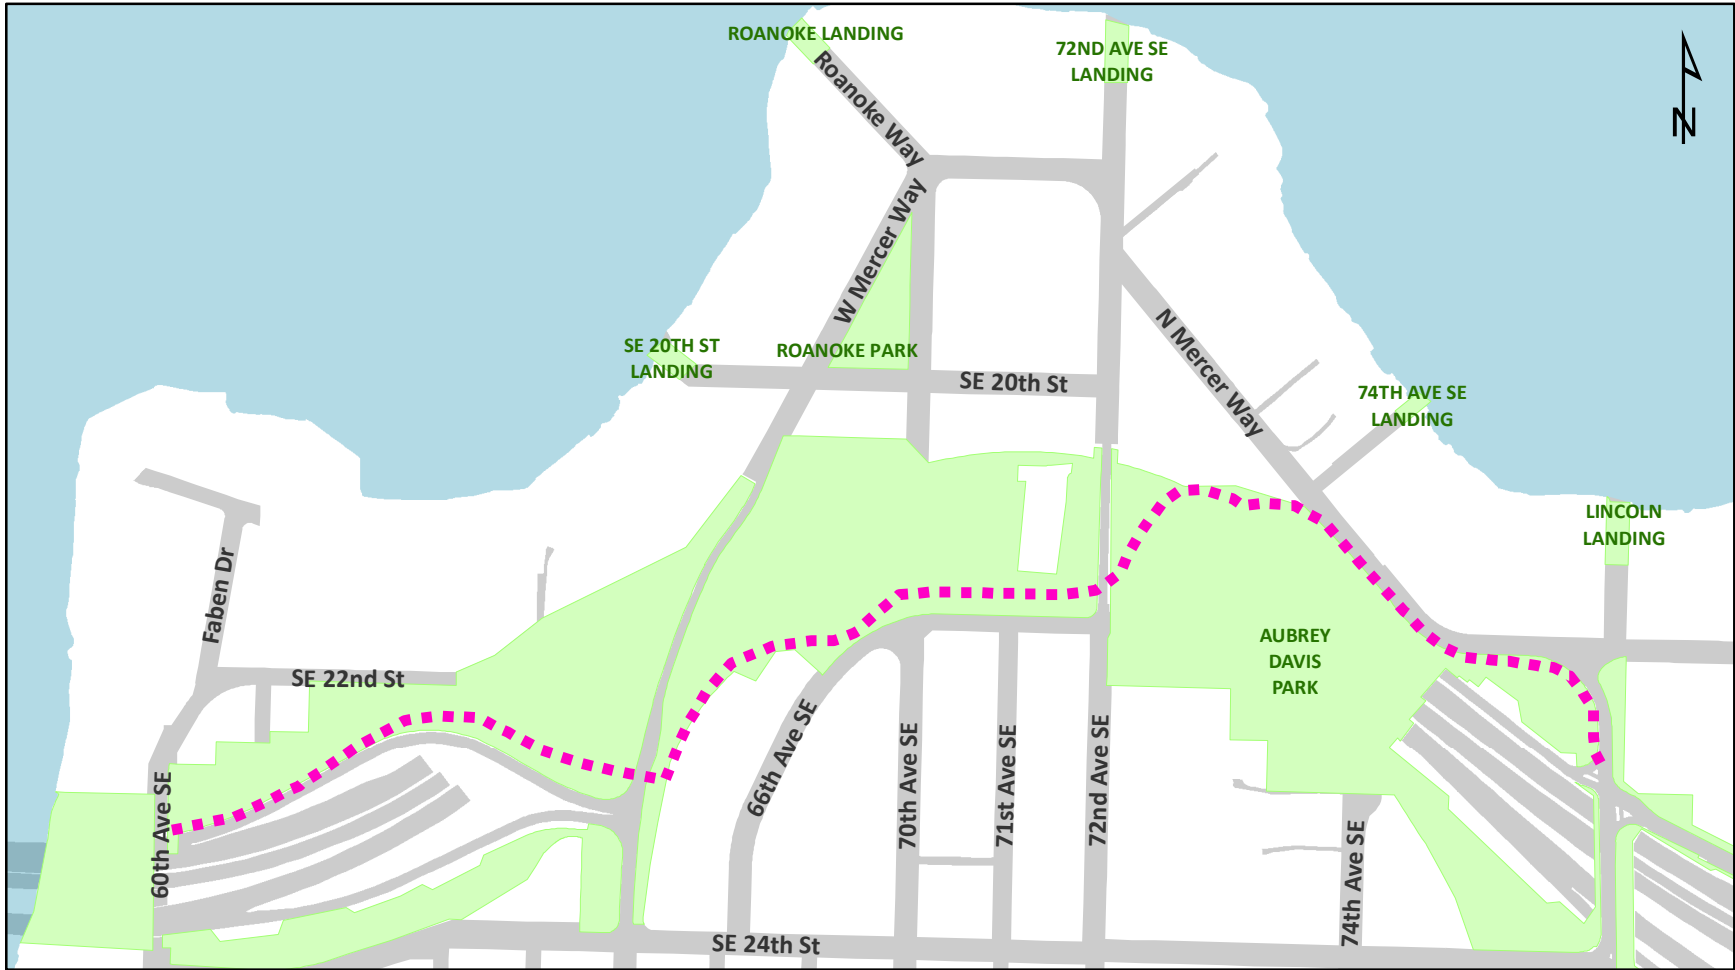 ROANOKE LANDING
72ND AVE SE
LANDING
N
Roanoke Way
W Mercer Way
N Mercer Way
SE 20TH ST
LANDING
ROANOKE PARK
SE 20th St
74TH AVE SE
LANDING
LINCOLN
LANDING
Faben Dr
SE 22nd St
AUBREY
DAVIS
PARK
60th Ave SE
66th Ave SE
70th Ave SE
71st Ave SE
72nd Ave SE
74th Ave SE
SE 24th St